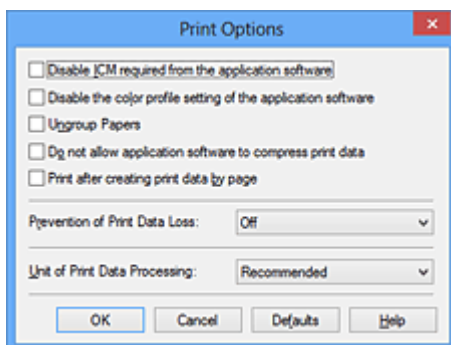 Print Options
Disable ICM required from the application software
Disable the color profile setting of the application software
Ungroup Papers
Do not allow application software to compress print data
Print after creating print data by page
Prevention of Print Data Loss: Off
Unit of Print Data Processing: Recommended
OK Cancel Defaults Help